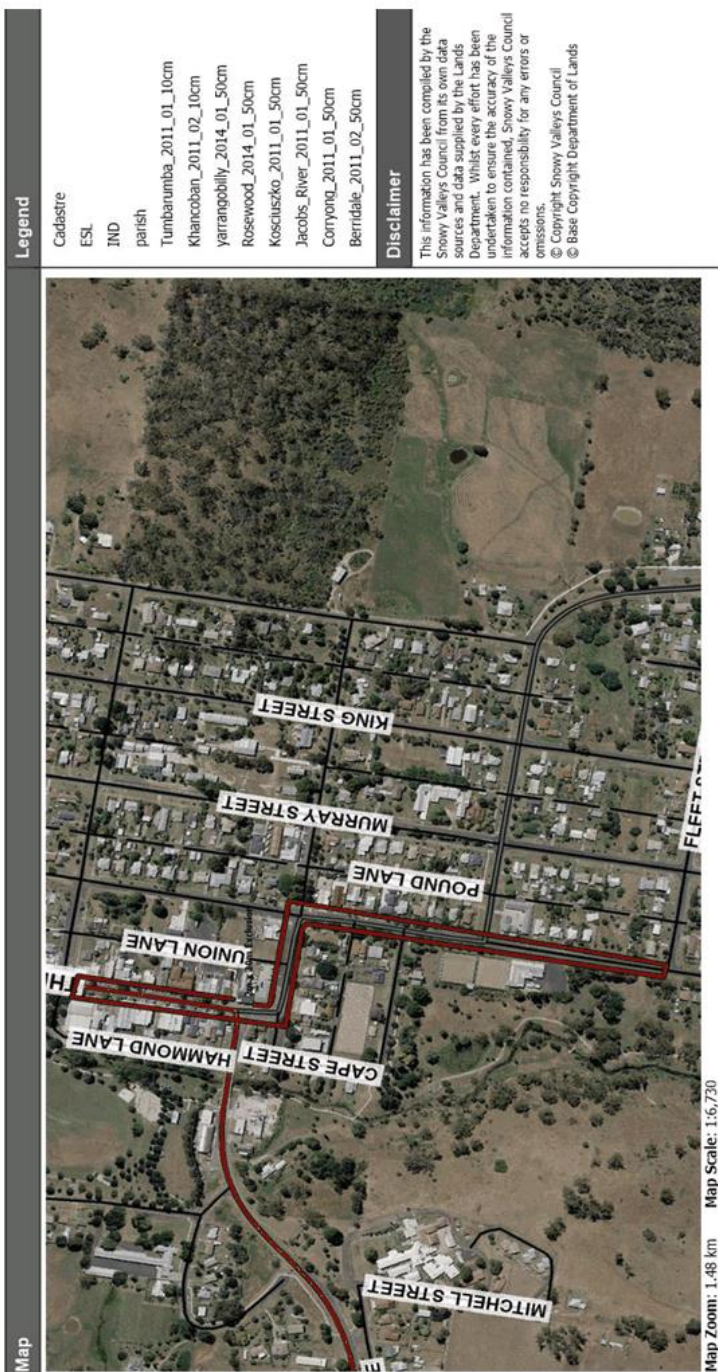 Map
Legend
Cadastre
ESL
IND
parish
Tumbarumba_2011_01_10cm
Khancoban_2011_02_10cm
yarrangobilly_2014_01_50cm
Rosewood_2014_01_50cm
Kosciuszko_2011_01_50cm
Jacobs_River_2011_01_50cm
Corryong_2011_01_50cm
Berridale_2011_02_50cm
Disclaimer
This information has been compiled by the
Snowy Valleys Council from its own data
sources and data supplied by the Lands
Department. Whilst every effort has been
undertaken to ensure the accuracy of the
information contained, Snowy Valleys Council
accepts no responsibility for any errors or
omissions.
© Copyright Snowy Valleys Council
© Base Copyright Department of Lands
KING STREET
MURRAY STREET
POUND LANE
UNION LANE
HAMMOND LANE
CAPE STREET
MITCHELL STREET
Map Zoom: 1.48 km Map Scale: 1:6,730